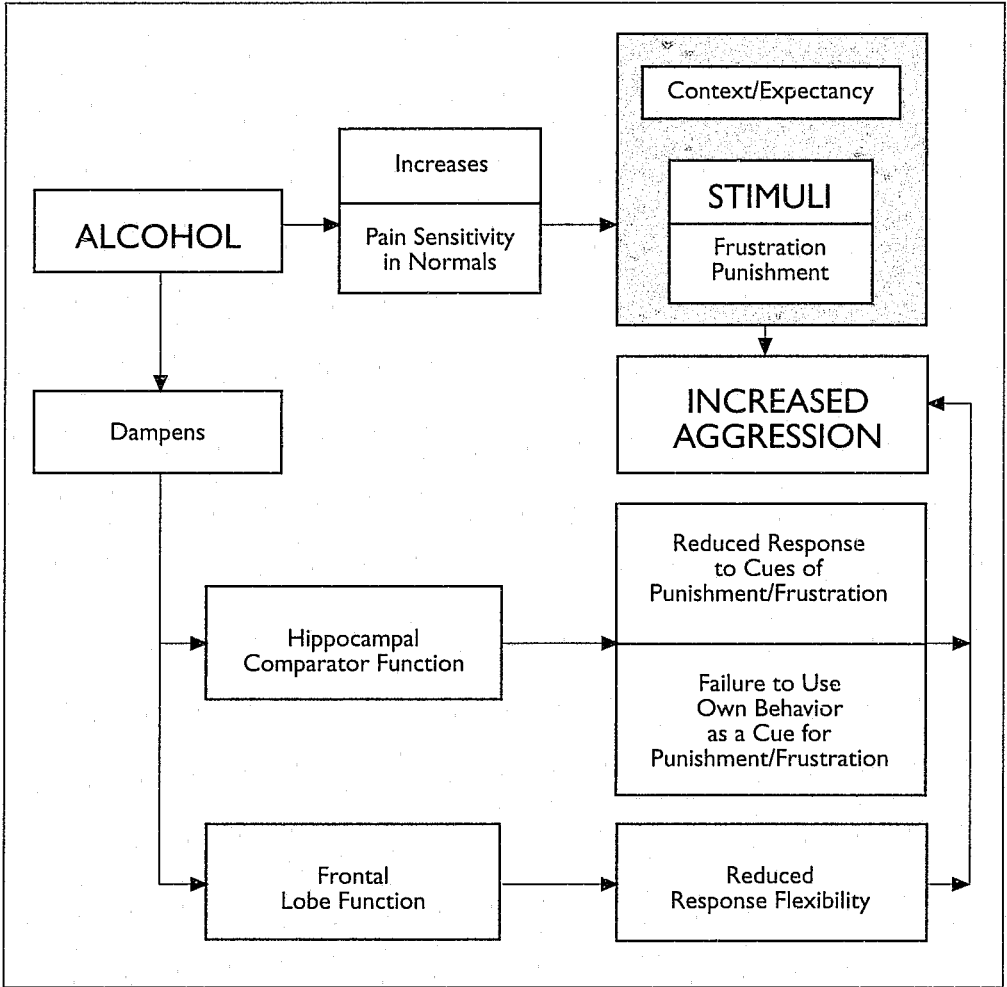 Context/Expectancy
Increases
STIMULI
ALCOHOL
Pain Sensitivity
in Normals
Frustration
Punishment
Dampens
INCREASED
AGGRESSION
Reduced Response
to Cues of
Punishment/Frustration
Hippocampal
Comparator Function
Failure to Use
Own Behavior
as a Cue for
Punishment/Frustration
Frontal
Lobe Function
Reduced
Response Flexibility